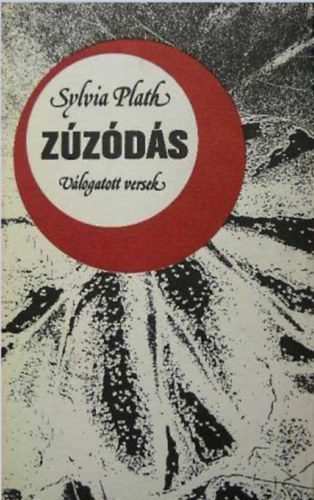 Sylvia Plath
ZÚZÓDÁS
Válogatott versek